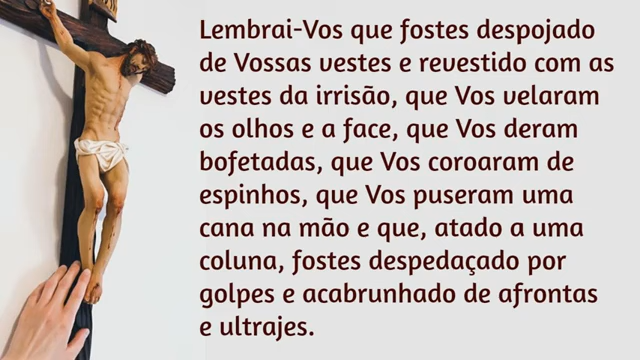 Lembrai-Vos que fostes despojado
de Vossas vestes e revestido com as
vestes da irrisão, que Vos velaram
os olhos e a face, que Vos deram
bofetadas, que Vos coroaram de
espinhos, que Vos puseram uma
cana na mão e que, atado a uma
coluna, fostes despedaçado por
golpes e acabrunhado de afrontas
e ultrajes.